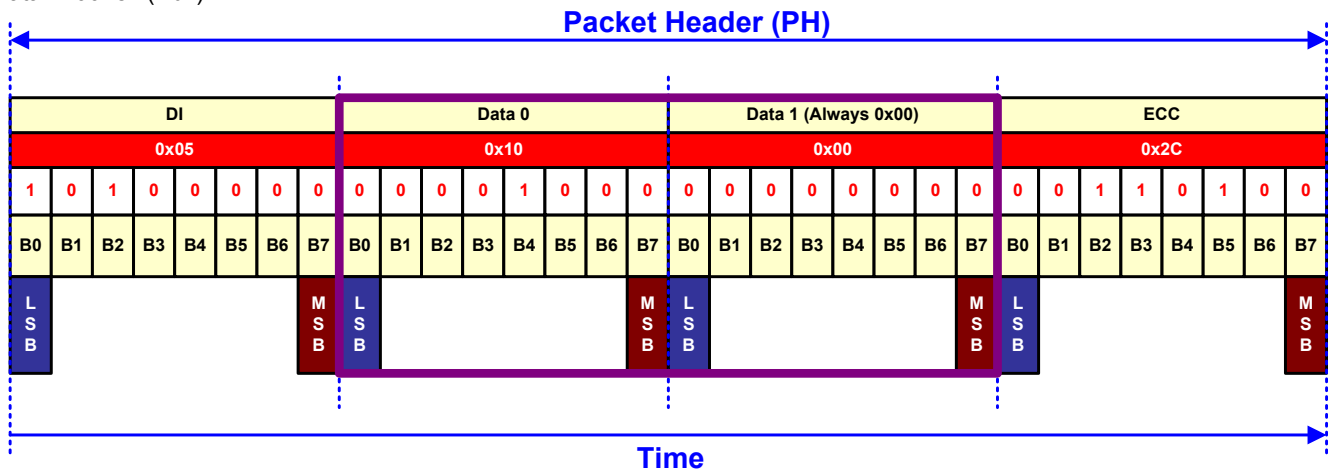 Packet Header (PH)
DI Data 0 Data 1 (Always 0x00) ECC
0x05 0x10 0x00 0x2C
1 0 1 0 0 0 0 0 0 0 0 0 1 0 0 0 0 0 0 0 0 0 0 0 0 0 1 1 0 1 0 0
B0 B1 B2 B3 B4 B5 B6 B7 B0 B1 B2 B3 B4 B5 B6 B7 B0 B1 B2 B3 B4 B5 B6 B7 B0 B1 B2 B3 B4 B5 B6 B7
L M L M L M L M
S S S S S S S S
B B B B B B B B
Time